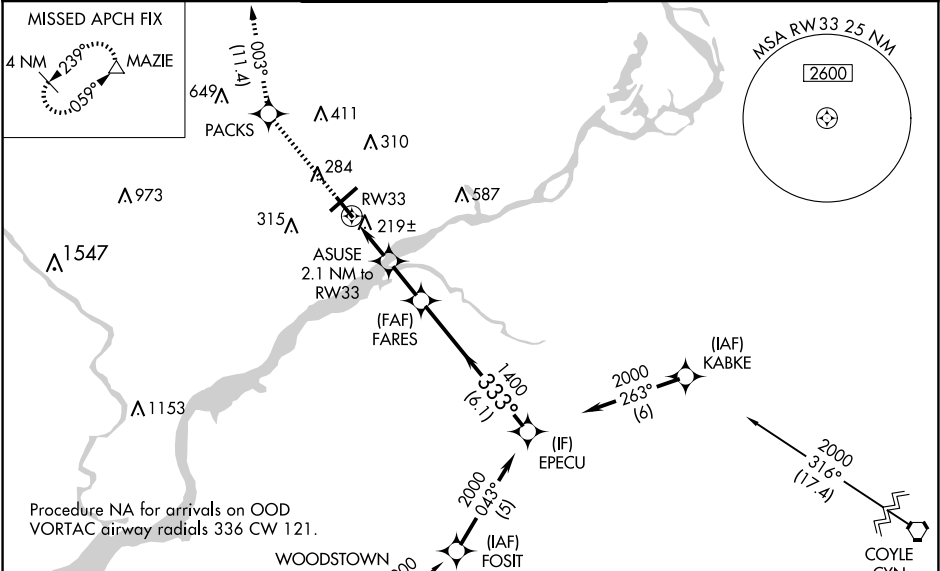 MISSED APCH FIX
4 NM
239°
MAZIE
059°
003°
(11.4)
649
PACKS
411
310
284
MSA RW33 25 NM
2600
973
RW33
587
315
219±
1547
ASUSE
2.1 NM to
RW33
(FAF)
FARES
1400
333°
(6.1)
(IAF)
KABKE
2000
263°
(6)
1153
(IF)
EPECU
2000
316°
(17.4)
2000
043°
(5)
Procedure NA for arrivals on OOD
VORTAC airway radials 336 CW 121.
WOODSTOWN
(IAF)
FOSIT
COYLE